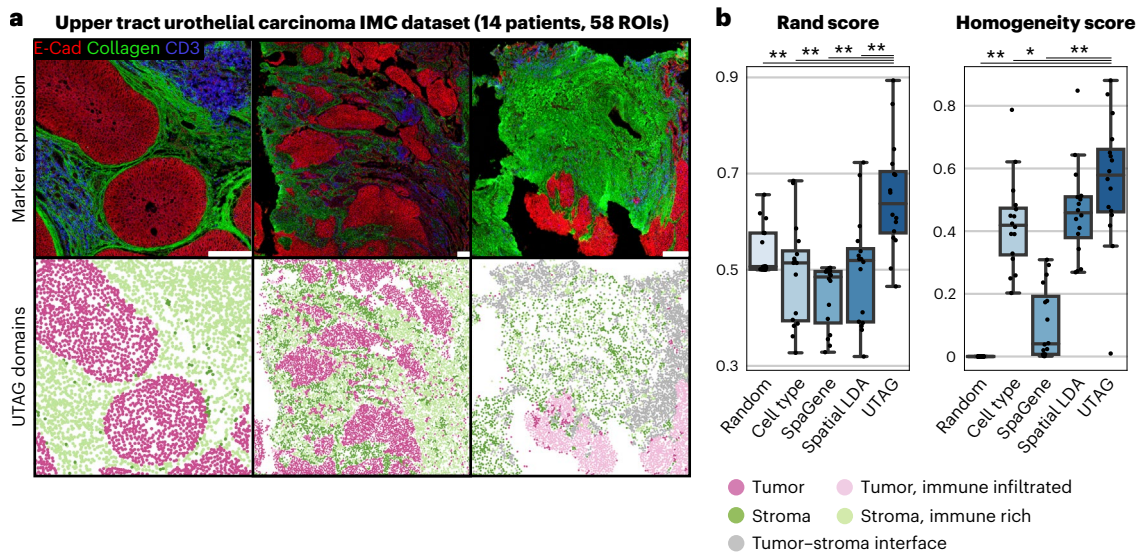 a
Upper tract urothelial carcinoma IMC dataset (14 patients, 58 ROIs)
Marker expression
E-Cad Collagen CD3
UTAG domains
b
Rand score
** ** ** **
0.9
0.7
0.5
0.3
Random
Cell type
SpaGene
Spatial LDA
UTAG
Homogeneity score
** * **
0.8
0.6
0.4
0.2
0
Random
Cell type
SpaGene
Spatial LDA
UTAG
Tumor
Tumor, immune infiltrated
Stroma
Stroma, immune rich
Tumor–stroma interface